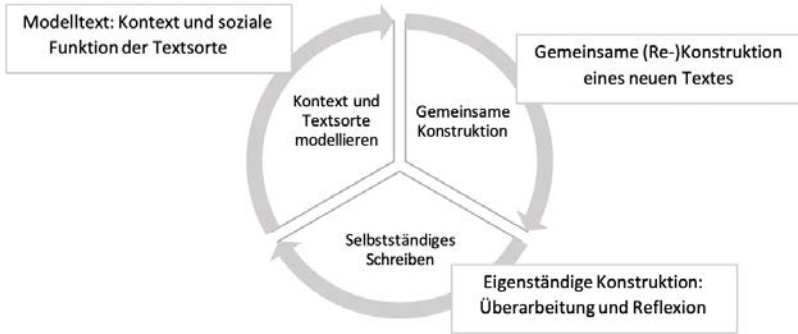 Modelltext: Kontext und soziale
Funktion der Textsorte
Gemeinsame (Re-)Konstruktion
eines neuen Textes
Kontext und
Textsorte
modellieren
Gemeinsame
Konstruktion
Selbstständiges
Schreiben
Eigenständige Konstruktion:
Überarbeitung und Reflexion